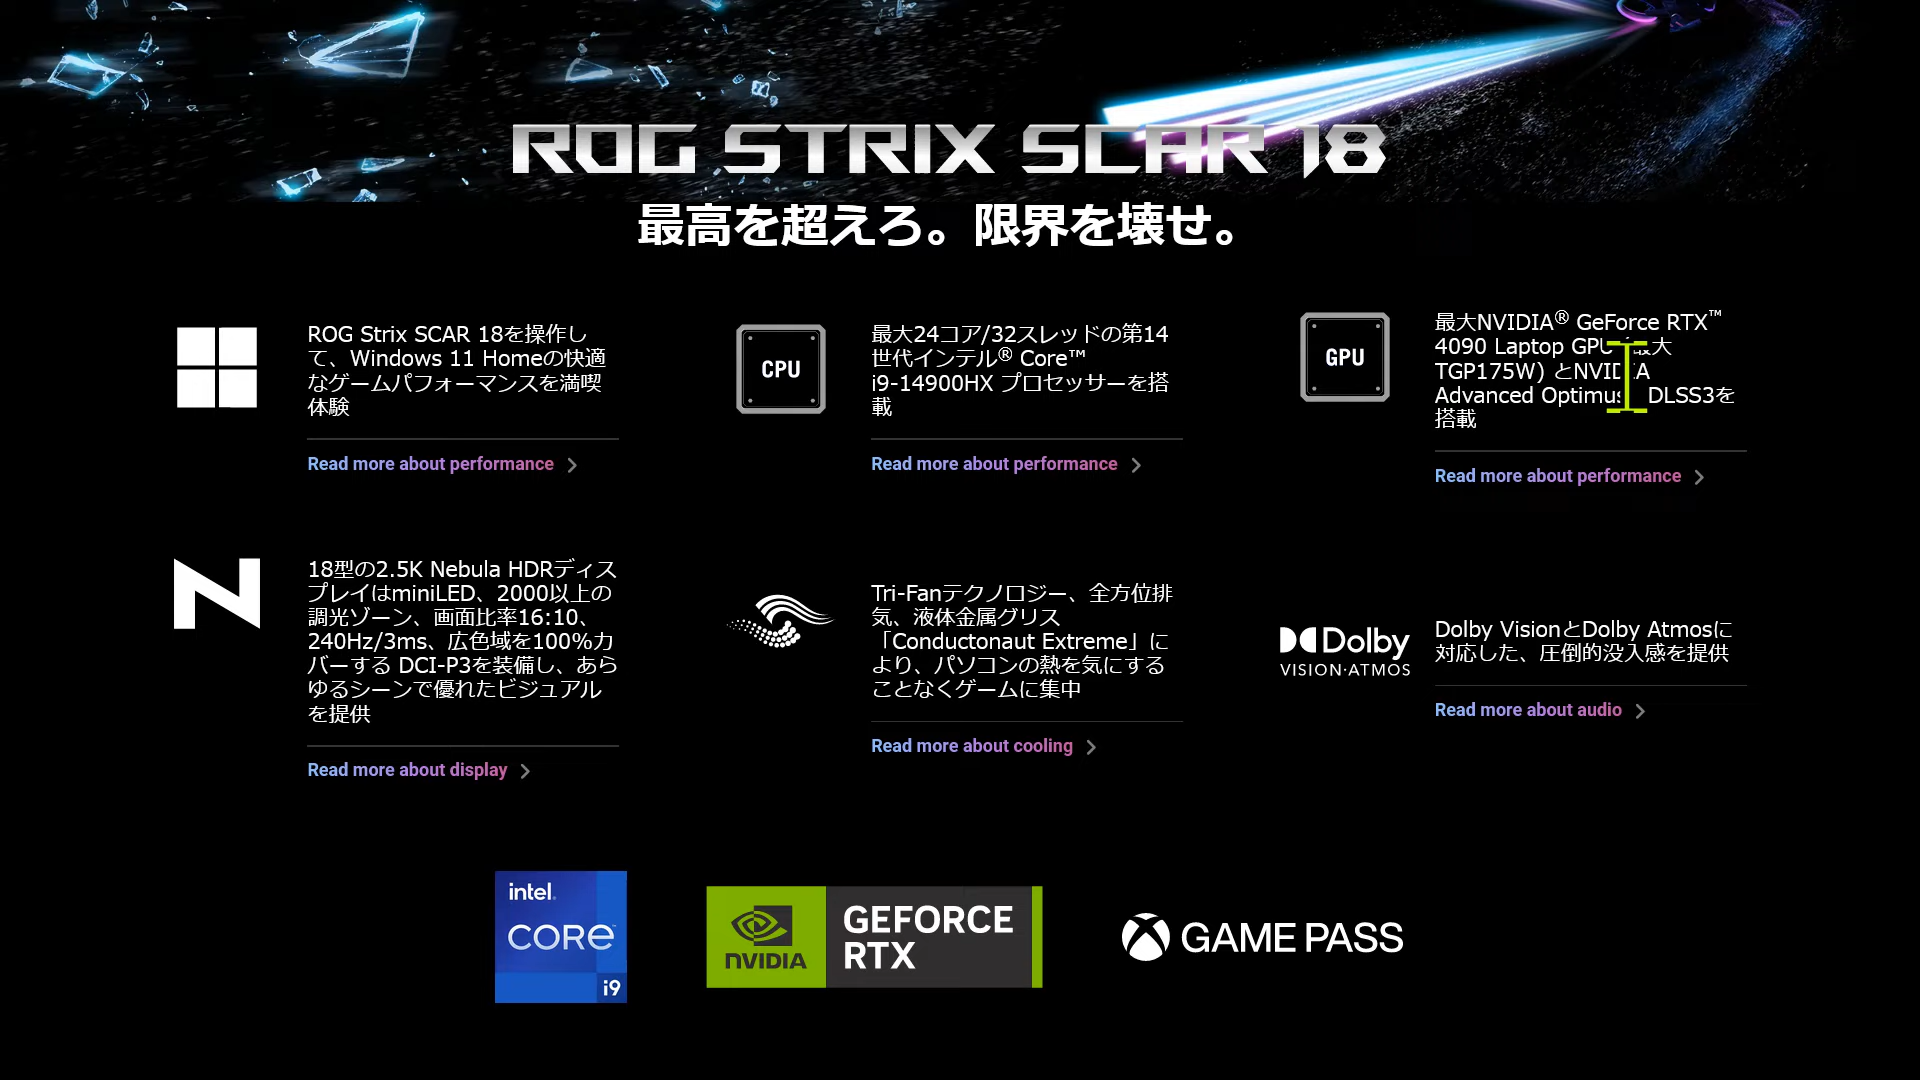 ROG STRIX SCAR 18
最高を超えろ。限界を壊せ。
ROG Strix SCAR 18を操作し
て、Windows 11 Homeの快適
なゲームパフォーマンスを満喫
体験
Read more about performance
CPU
最大24コア/32スレッドの第14
世代インテル® Core™
i9-14900HX プロセッサーを搭
載
Read more about performance
GPU
最大NVIDIA® GeForce RTX™
4090 Laptop GPU 最大
TGP175W) とNVIDIA
Advanced Optimus DLSS3を
搭載
Read more about performance
18型の2.5K Nebula HDRディス
プレイはminiLED、2000以上の
調光ゾーン、画面比率16:10、
240Hz/3ms、広色域を100%カ
バーする DCI-P3を装備し、あら
ゆるシーンで優れたビジュアル
を提供
Read more about display
Tri-Fanテクノロジー、全方位排
気、液体金属グリス
「Conductonaut Extreme」に
より、パソコンの熱を気にする
ことなくゲームに集中
Read more about cooling
Dolby
VISION·ATMOS
Dolby VisionとDolby Atmosに
対応した、圧倒的没入感を提供
Read more about audio
intel.
CORE™
i9
NVIDIA
GEFORCE
RTX
GAME PASS